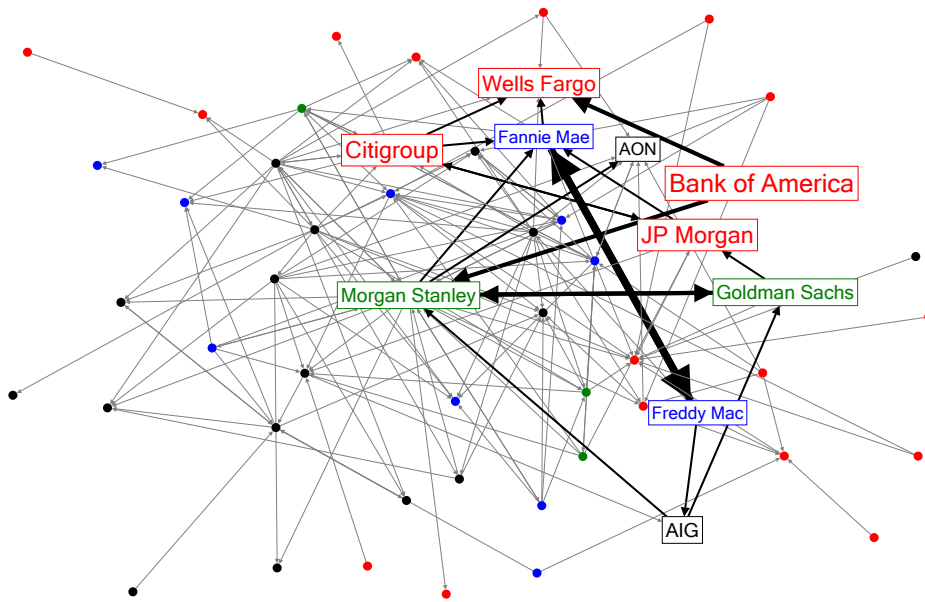 Wells Fargo
Fannie Mae
Citigroup
AON
Bank of America
JP Morgan
Morgan Stanley
Goldman Sachs
Freddy Mac
AIG